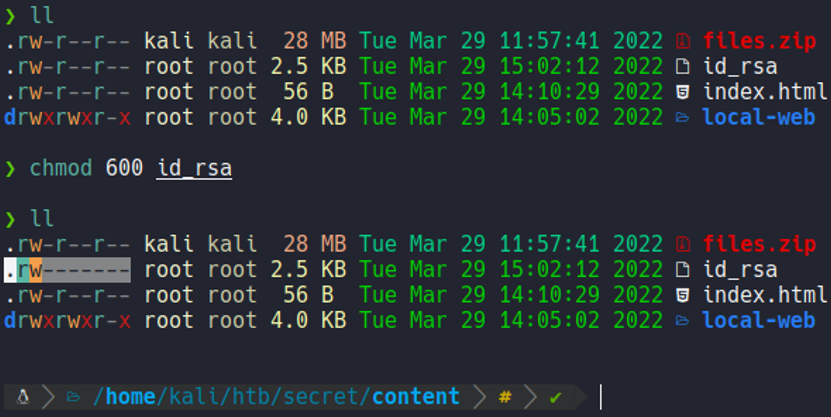 ❯ ll
.rw-r--r-- kali kali  28 MB Tue Mar 29 11:57:41 2022 files.zip
.rw-r--r-- root root 2.5 KB Tue Mar 29 15:02:12 2022 id_rsa
.rw-r--r-- root root  56 B  Tue Mar 29 14:10:29 2022 index.html
drwxrwxr-x root root 4.0 KB Tue Mar 29 14:05:02 2022 local-web
❯ chmod 600 id_rsa
❯ ll
.rw-r--r-- kali kali  28 MB Tue Mar 29 11:57:41 2022 files.zip
.rw------- root root 2.5 KB Tue Mar 29 15:02:12 2022 id_rsa
.rw-r--r-- root root  56 B  Tue Mar 29 14:10:29 2022 index.html
drwxrwxr-x root root 4.0 KB Tue Mar 29 14:05:02 2022 local-web
/home/kali/htb/secret/content # ✔